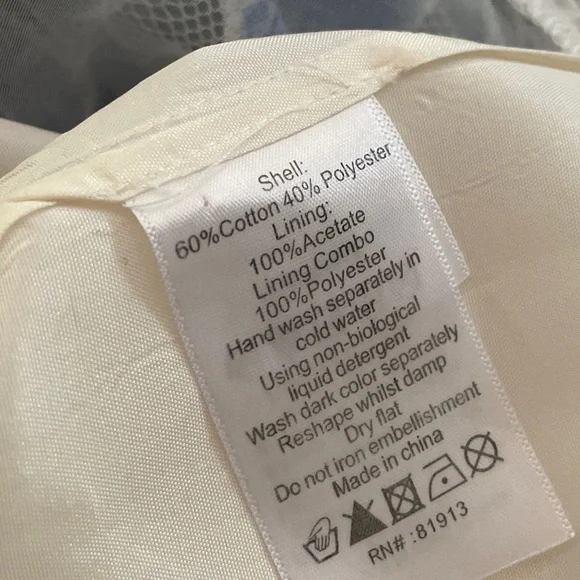 Shell:
60%Cotton 40% Polyester
Lining:
100%Acetate
Lining Combo
100%Polyester
Hand wash separately in
cold water
Using non-biological
liquid detergent
Wash dark color separately
Reshape whilst damp
Dry flat
Do not iron embellishment
Made in china
RN# :81913